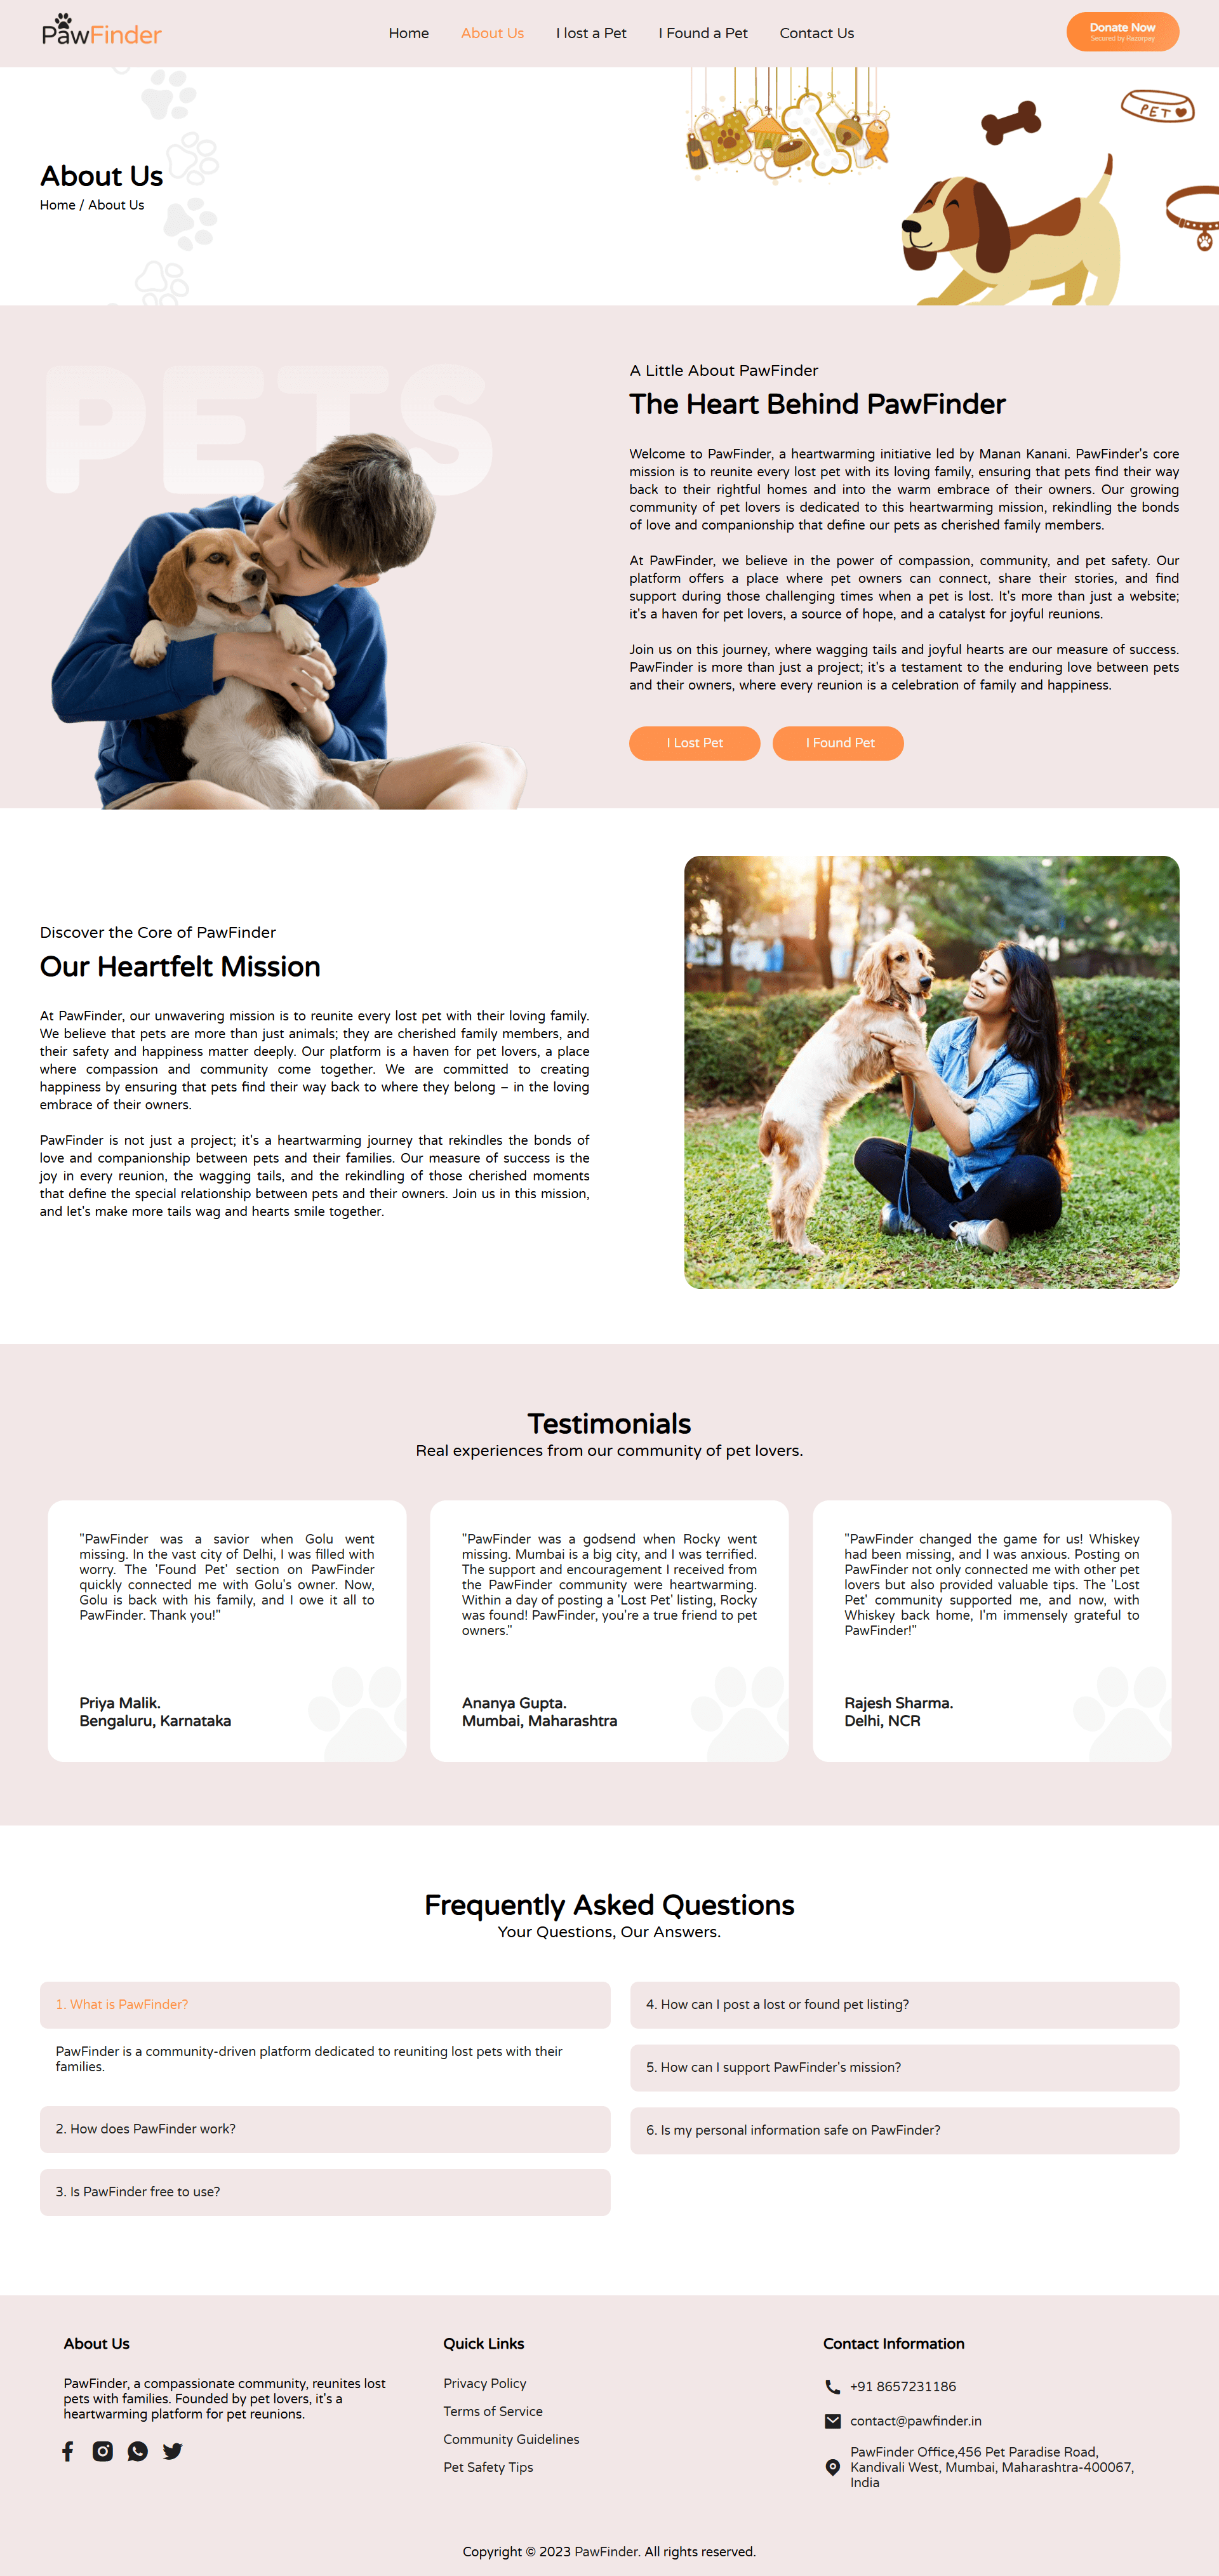 PawFinder
Home
About Us
I lost a Pet
I Found a Pet
Contact Us
Donate Now
Secured by Razorpay
PET
About Us
Home / About Us
PETS
A Little About PawFinder
The Heart Behind PawFinder
Welcome to PawFinder, a heartwarming initiative led by Manan Kanani. PawFinder's core
mission is to reunite every lost pet with its loving family, ensuring that pets find their way
back to their rightful homes and into the warm embrace of their owners. Our growing
community of pet lovers is dedicated to this heartwarming mission, rekindling the bonds
of love and companionship that define our pets as cherished family members.
At PawFinder, we believe in the power of compassion, community, and pet safety. Our
platform offers a place where pet owners can connect, share their stories, and find
support during those challenging times when a pet is lost. It's more than just a website;
it's a haven for pet lovers, a source of hope, and a catalyst for joyful reunions.
Join us on this journey, where wagging tails and joyful hearts are our measure of success.
PawFinder is more than just a project; it's a testament to the enduring love between pets
and their owners, where every reunion is a celebration of family and happiness.
I Lost Pet
I Found Pet
Discover the Core of PawFinder
Our Heartfelt Mission
At PawFinder, our unwavering mission is to reunite every lost pet with their loving family.
We believe that pets are more than just animals; they are cherished family members, and
their safety and happiness matter deeply. Our platform is a haven for pet lovers, a place
where compassion and community come together. We are committed to creating
happiness by ensuring that pets find their way back to where they belong – in the loving
embrace of their owners.
PawFinder is not just a project; it's a heartwarming journey that rekindles the bonds of
love and companionship between pets and their families. Our measure of success is the
joy in every reunion, the wagging tails, and the rekindling of those cherished moments
that define the special relationship between pets and their owners. Join us in this mission,
and let's make more tails wag and hearts smile together.
Testimonials
Real experiences from our community of pet lovers.
"PawFinder was a savior when Golu went
missing. In the vast city of Delhi, I was filled with
worry. The 'Found Pet' section on PawFinder
quickly connected me with Golu's owner. Now,
Golu is back with his family, and I owe it all to
PawFinder. Thank you!"
Priya Malik.
Bengaluru, Karnataka
"PawFinder was a godsend when Rocky went
missing. Mumbai is a big city, and I was terrified.
The support and encouragement I received from
the PawFinder community were heartwarming.
Within a day of posting a 'Lost Pet' listing, Rocky
was found! PawFinder, you're a true friend to pet
owners."
Ananya Gupta.
Mumbai, Maharashtra
"PawFinder changed the game for us! Whiskey
had been missing, and I was anxious. Posting on
PawFinder not only connected me with other pet
lovers but also provided valuable tips. The 'Lost
Pet' community supported me, and now, with
Whiskey back home, I'm immensely grateful to
PawFinder!"
Rajesh Sharma.
Delhi, NCR
Frequently Asked Questions
Your Questions, Our Answers.
1. What is PawFinder?
PawFinder is a community-driven platform dedicated to reuniting lost pets with their
families.
2. How does PawFinder work?
3. Is PawFinder free to use?
4. How can I post a lost or found pet listing?
5. How can I support PawFinder's mission?
6. Is my personal information safe on PawFinder?
About Us
PawFinder, a compassionate community, reunites lost
pets with families. Founded by pet lovers, it's a
heartwarming platform for pet reunions.
Quick Links
Privacy Policy
Terms of Service
Community Guidelines
Pet Safety Tips
Contact Information
+91 8657231186
contact@pawfinder.in
PawFinder Office,456 Pet Paradise Road,
Kandivali West, Mumbai, Maharashtra-400067,
India
Copyright © 2023 PawFinder. All rights reserved.